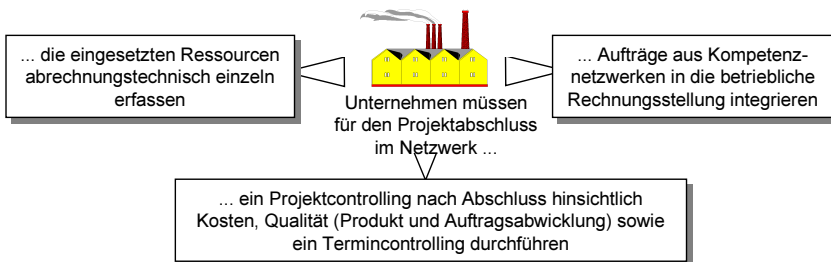 ... die eingesetzten Ressourcen
abrechnungstechnisch einzeln
erfassen
Unternehmen müssen
für den Projektabschluss
im Netzwerk ...
... Aufträge aus Kompetenz-
netzwerken in die betriebliche
Rechnungsstellung integrieren
... ein Projektcontrolling nach Abschluss hinsichtlich
Kosten, Qualität (Produkt und Auftragsabwicklung) sowie
ein Termincontrolling durchführen